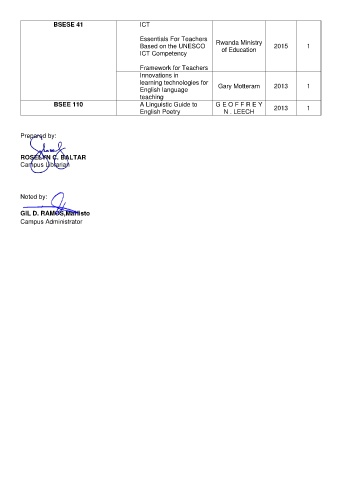 BSESE 41
ICT
Essentials For Teachers
Based on the UNESCO
ICT Competency
Framework for Teachers
Rwanda Ministry
of Education
2015
1
Innovations in
learning technologies for
English language
teaching
Gary Motteram
2013
1
BSEE 110
A Linguistic Guide to
English Poetry
G E O F F R E Y
N . LEECH
2013
1
Prepared by:
ROSELYN C. BALTAR
Campus Librarian
Noted by:
GIL D. RAMOS,
Campus Administrator